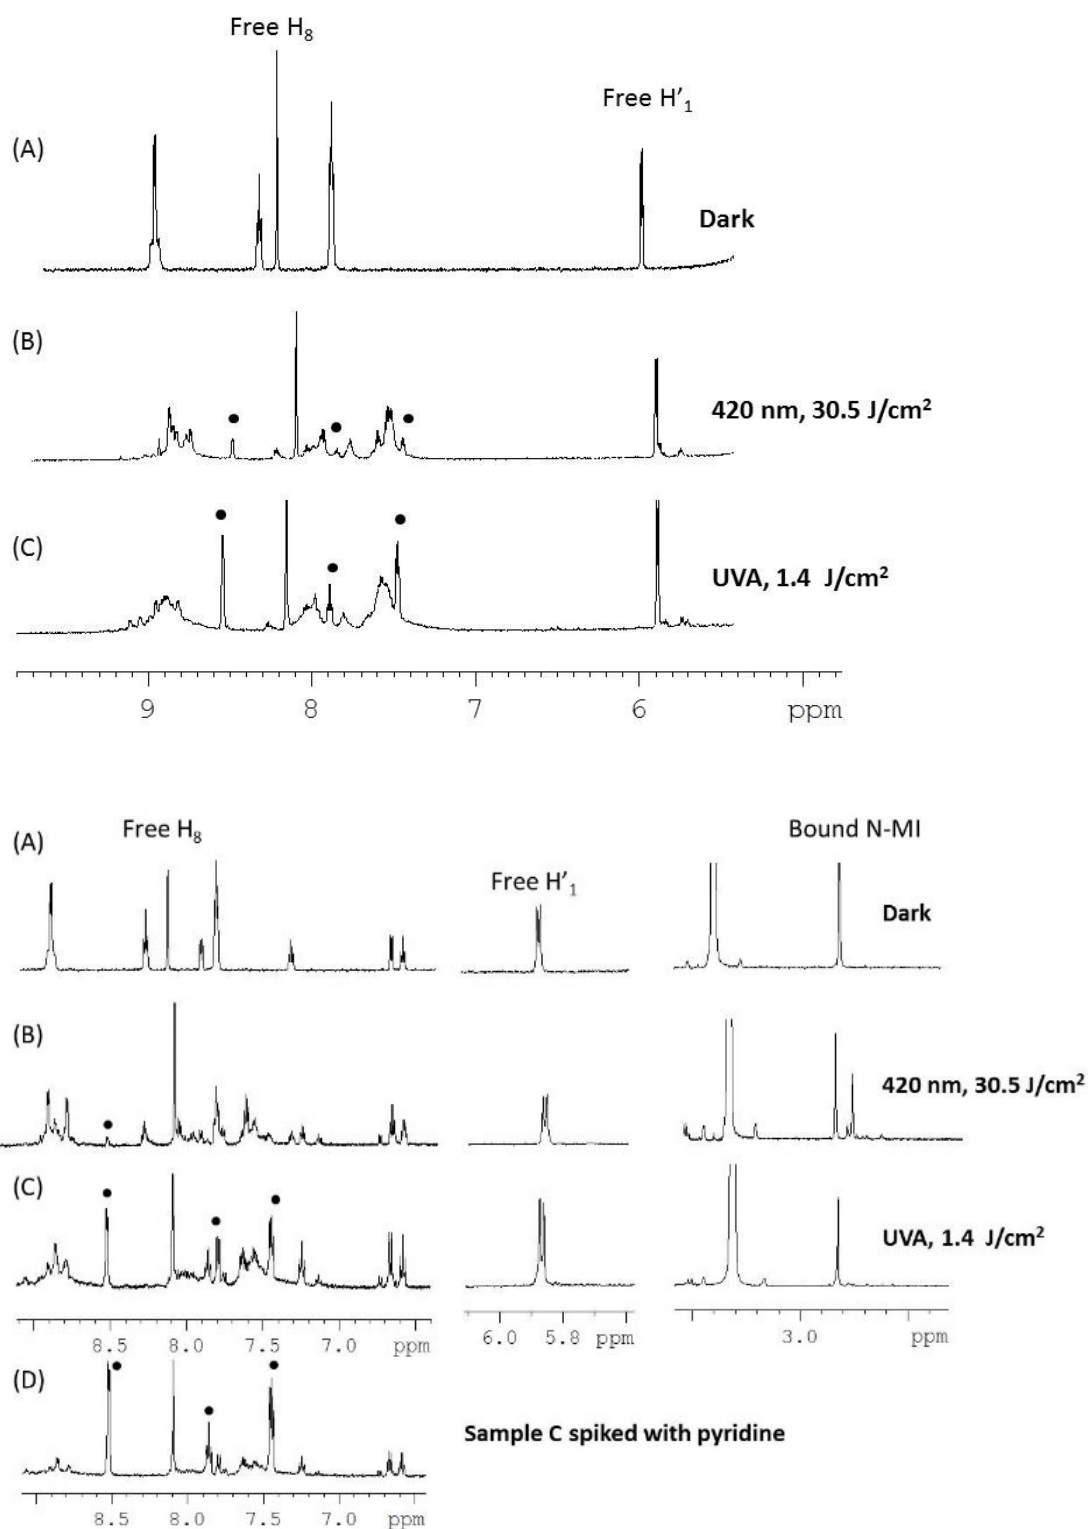 Free H₈
Free H'₁
(A)
Dark
(B)
420 nm, 30.5 J/cm²
(C)
UVA, 1.4 J/cm²
9 8 7 6 ppm
(A)
Free H₈
Bound N-MI
Free H'₁
Dark
(B)
420 nm, 30.5 J/cm²
(C)
UVA, 1.4 J/cm²
8.5 8.0 7.5 7.0 ppm
6.0 5.8 ppm
3.0 ppm
(D)
Sample C spiked with pyridine
8.5 8.0 7.5 7.0 ppm